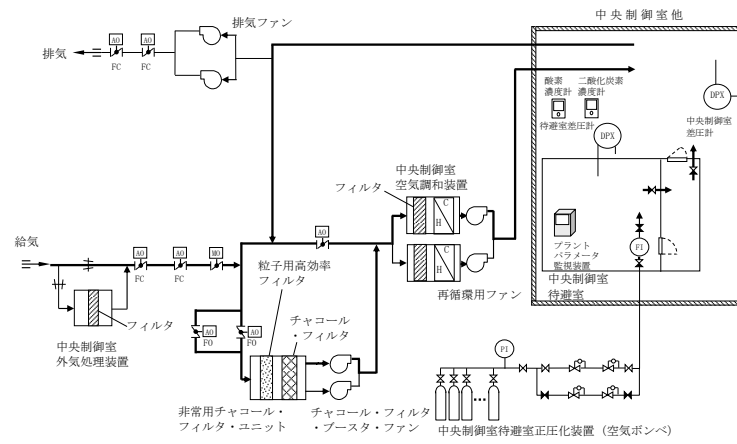 中央制御室他
排気ファン
排気
AO
AO
FC
FC
酸素
濃度計
二酸化炭素
濃度計
待避室差圧計
DPX
DPX
中央制御室
差圧計
フィルタ
中央制御室
空気調和装置
C
H
C
H
給気
AO
AO
MO
AO
FC
FC
FI
プラント
パラメータ
監視装置
中央制御室
待避室
再循環用ファン
粒子用高効率
フィルタ
チャコール・
フィルタ
フィルタ
中央制御室
外気処理装置
AO
FO
AO
FO
PI
非常用チャコール・
フィルタ・ユニット
チャコール・フィルタ
・ブースタ・ファン
中央制御室待避室正圧化装置（空気ボンベ）